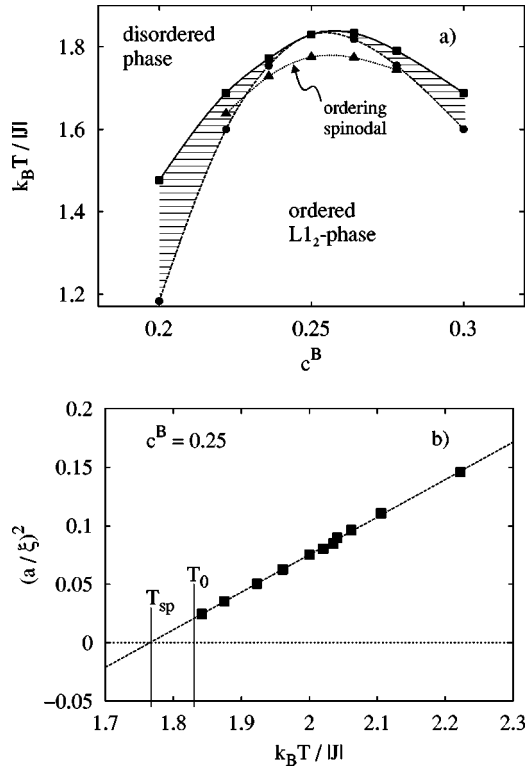 1.8
1.6
1.4
1.2
k_B T / |J|
disordered
phase
a)
ordering
spinodal
ordered
L1₂-phase
0.2
0.25
0.3
c^B
0.2
0.15
0.1
0.05
0
−0.05
(a / ξ)²
c^B = 0.25
b)
T_sp
T_0
1.7
1.8
1.9
2
2.1
2.2
2.3
k_B T / |J|